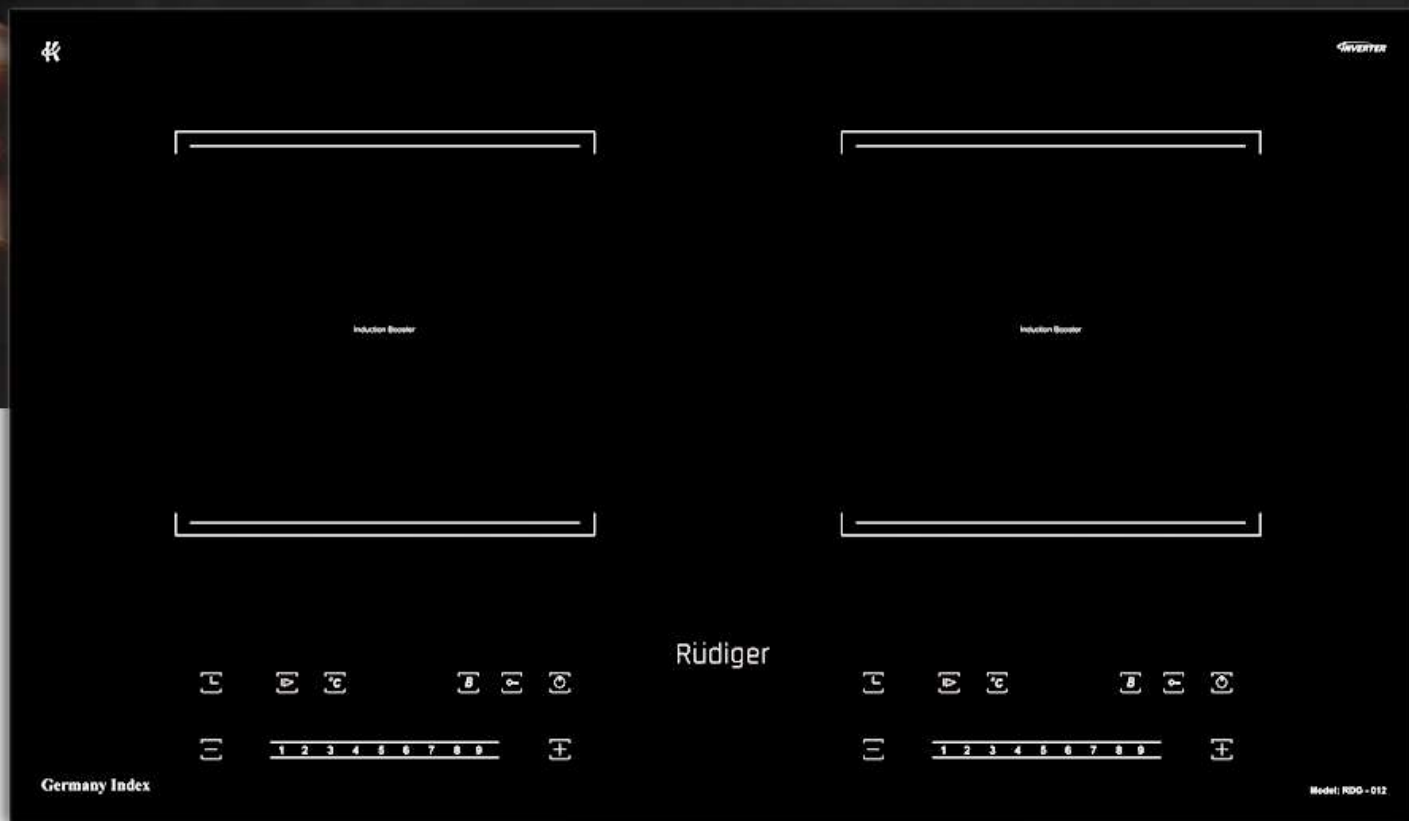 INVERTER
Induction Booster
Induction Booster
Rüdiger
°C
B
°C
B
1 2 3 4 5 6 7 8 9
1 2 3 4 5 6 7 8 9
Germany Index
Model: RDG - 012